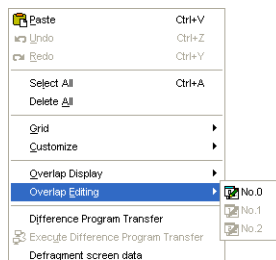 Paste Ctrl+V
Undo Ctrl+Z
Redo Ctrl+Y
Select All Ctrl+A
Delete All
Grid
Customize
Overlap Display
Overlap Editing No.0
No.1
Difference Program Transfer No.2
Execute Difference Program Transfer
Defragment screen data